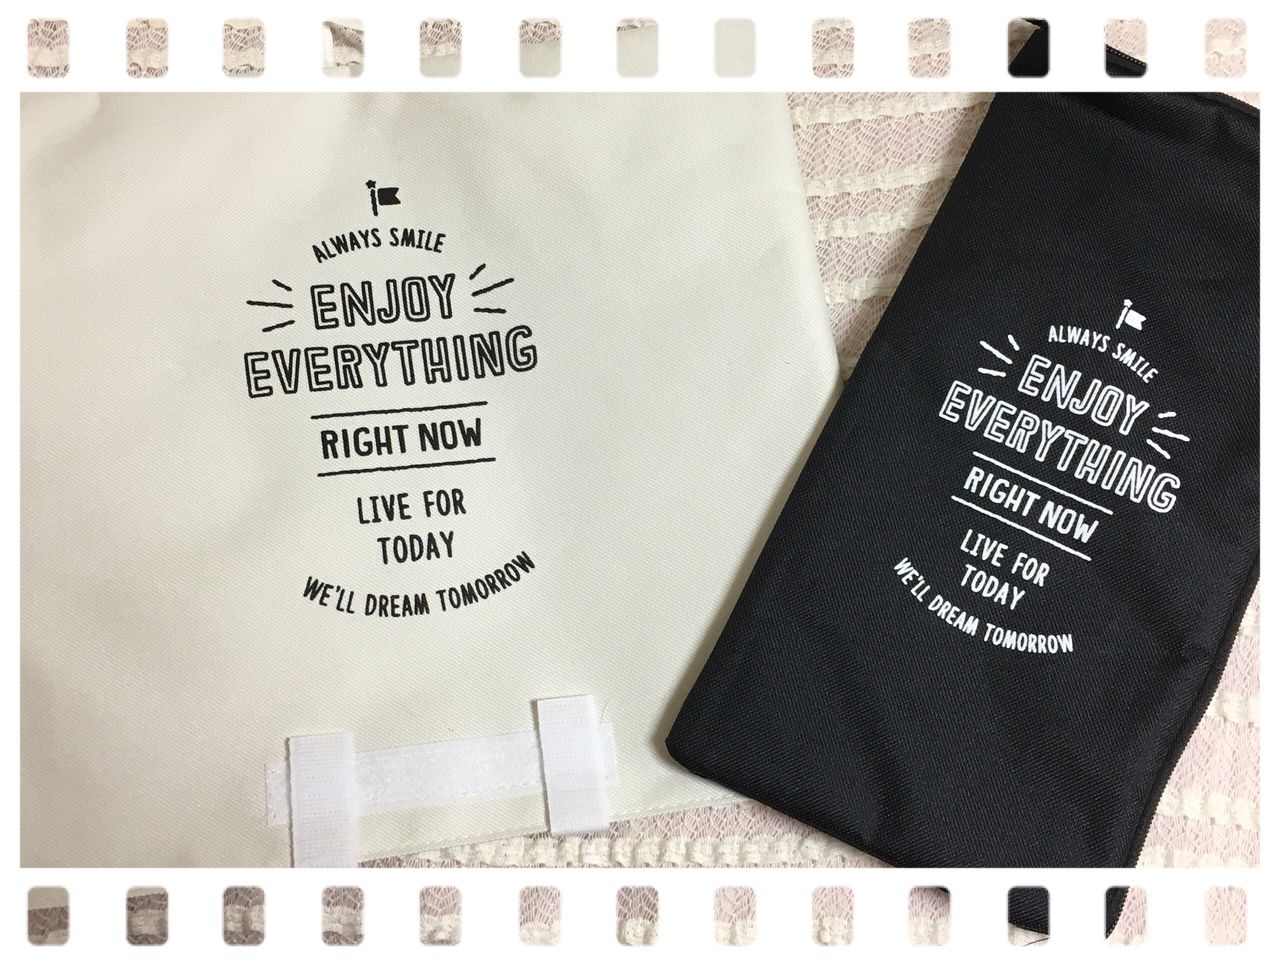 ALWAYS SMILE
ENJOY
EVERYTHING
RIGHT NOW
LIVE FOR
TODAY
WE'LL DREAM TOMORROW
ALWAYS SMILE
ENJOY
EVERYTHING
RIGHT NOW
LIVE FOR
TODAY
WE'LL DREAM TOMORROW